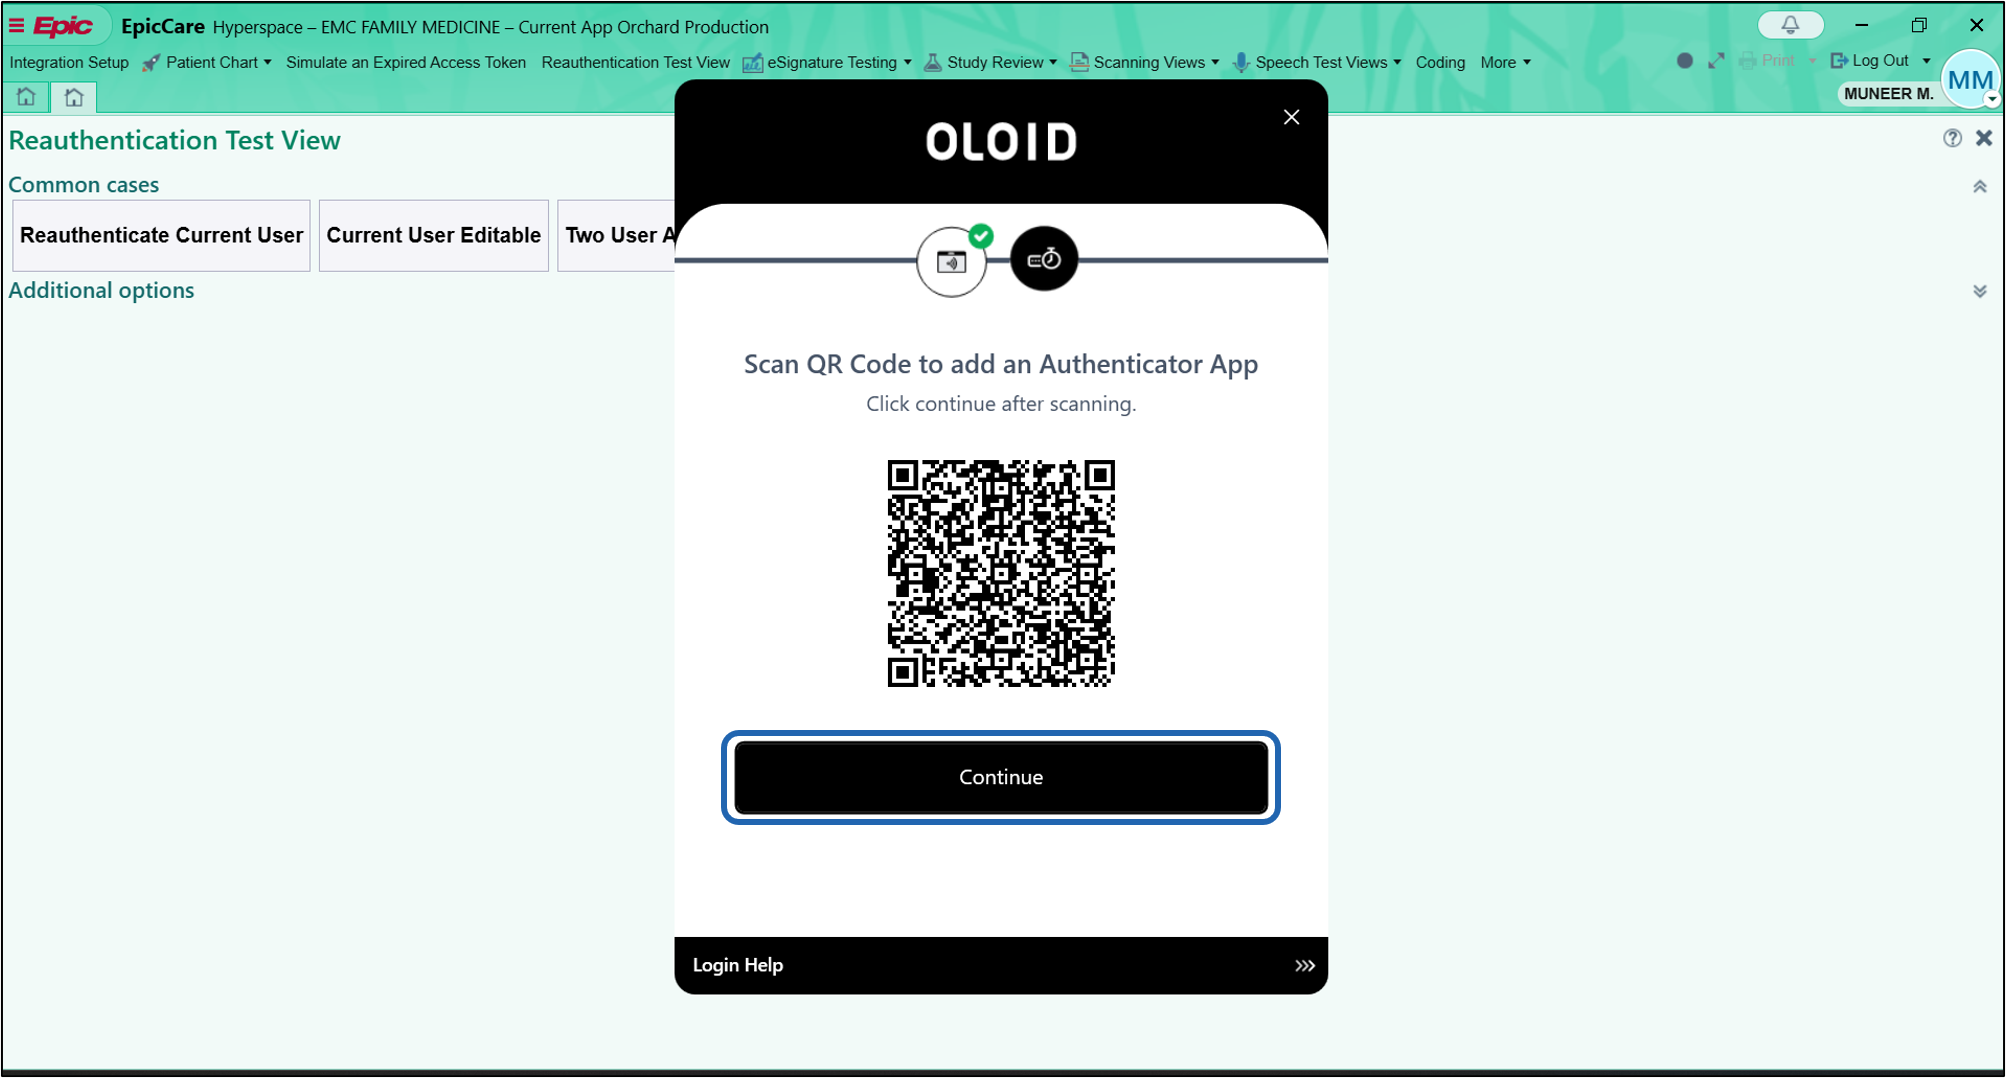 Epic EpicCare Hyperspace – EMC FAMILY MEDICINE – Current App Orchard Production
Integration Setup Patient Chart Simulate an Expired Access Token Reauthentication Test View eSignature Testing Study Review Scanning Views Speech Test Views Coding More Print Log Out
MUNEER M. MM
Reauthentication Test View
Common cases
Reauthenticate Current User Current User Editable Two User A
Additional options
OLOID
Scan QR Code to add an Authenticator App
Click continue after scanning.
Continue
Login Help